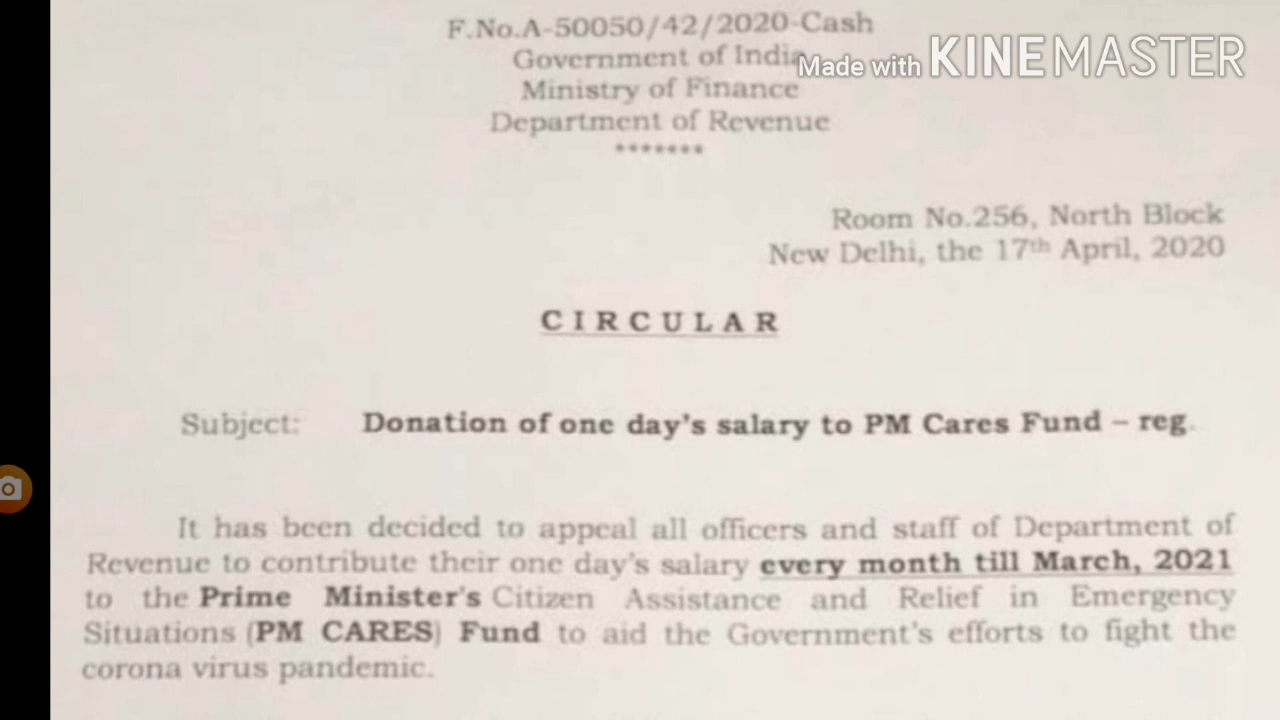 F.No.A-50050/42/2020-Cash
Government of India
Made with KINEMASTER
Ministry of Finance
Department of Revenue
*******
Room No.256, North Block
New Delhi, the 17th April, 2020
CIRCULAR
Subject: Donation of one day's salary to PM Cares Fund – reg.
It has been decided to appeal all officers and staff of Department of
Revenue to contribute their one day's salary every month till March, 2021
to the Prime Minister's Citizen Assistance and Relief in Emergency
Situations (PM CARES) Fund to aid the Government's efforts to fight the
corona virus pandemic.